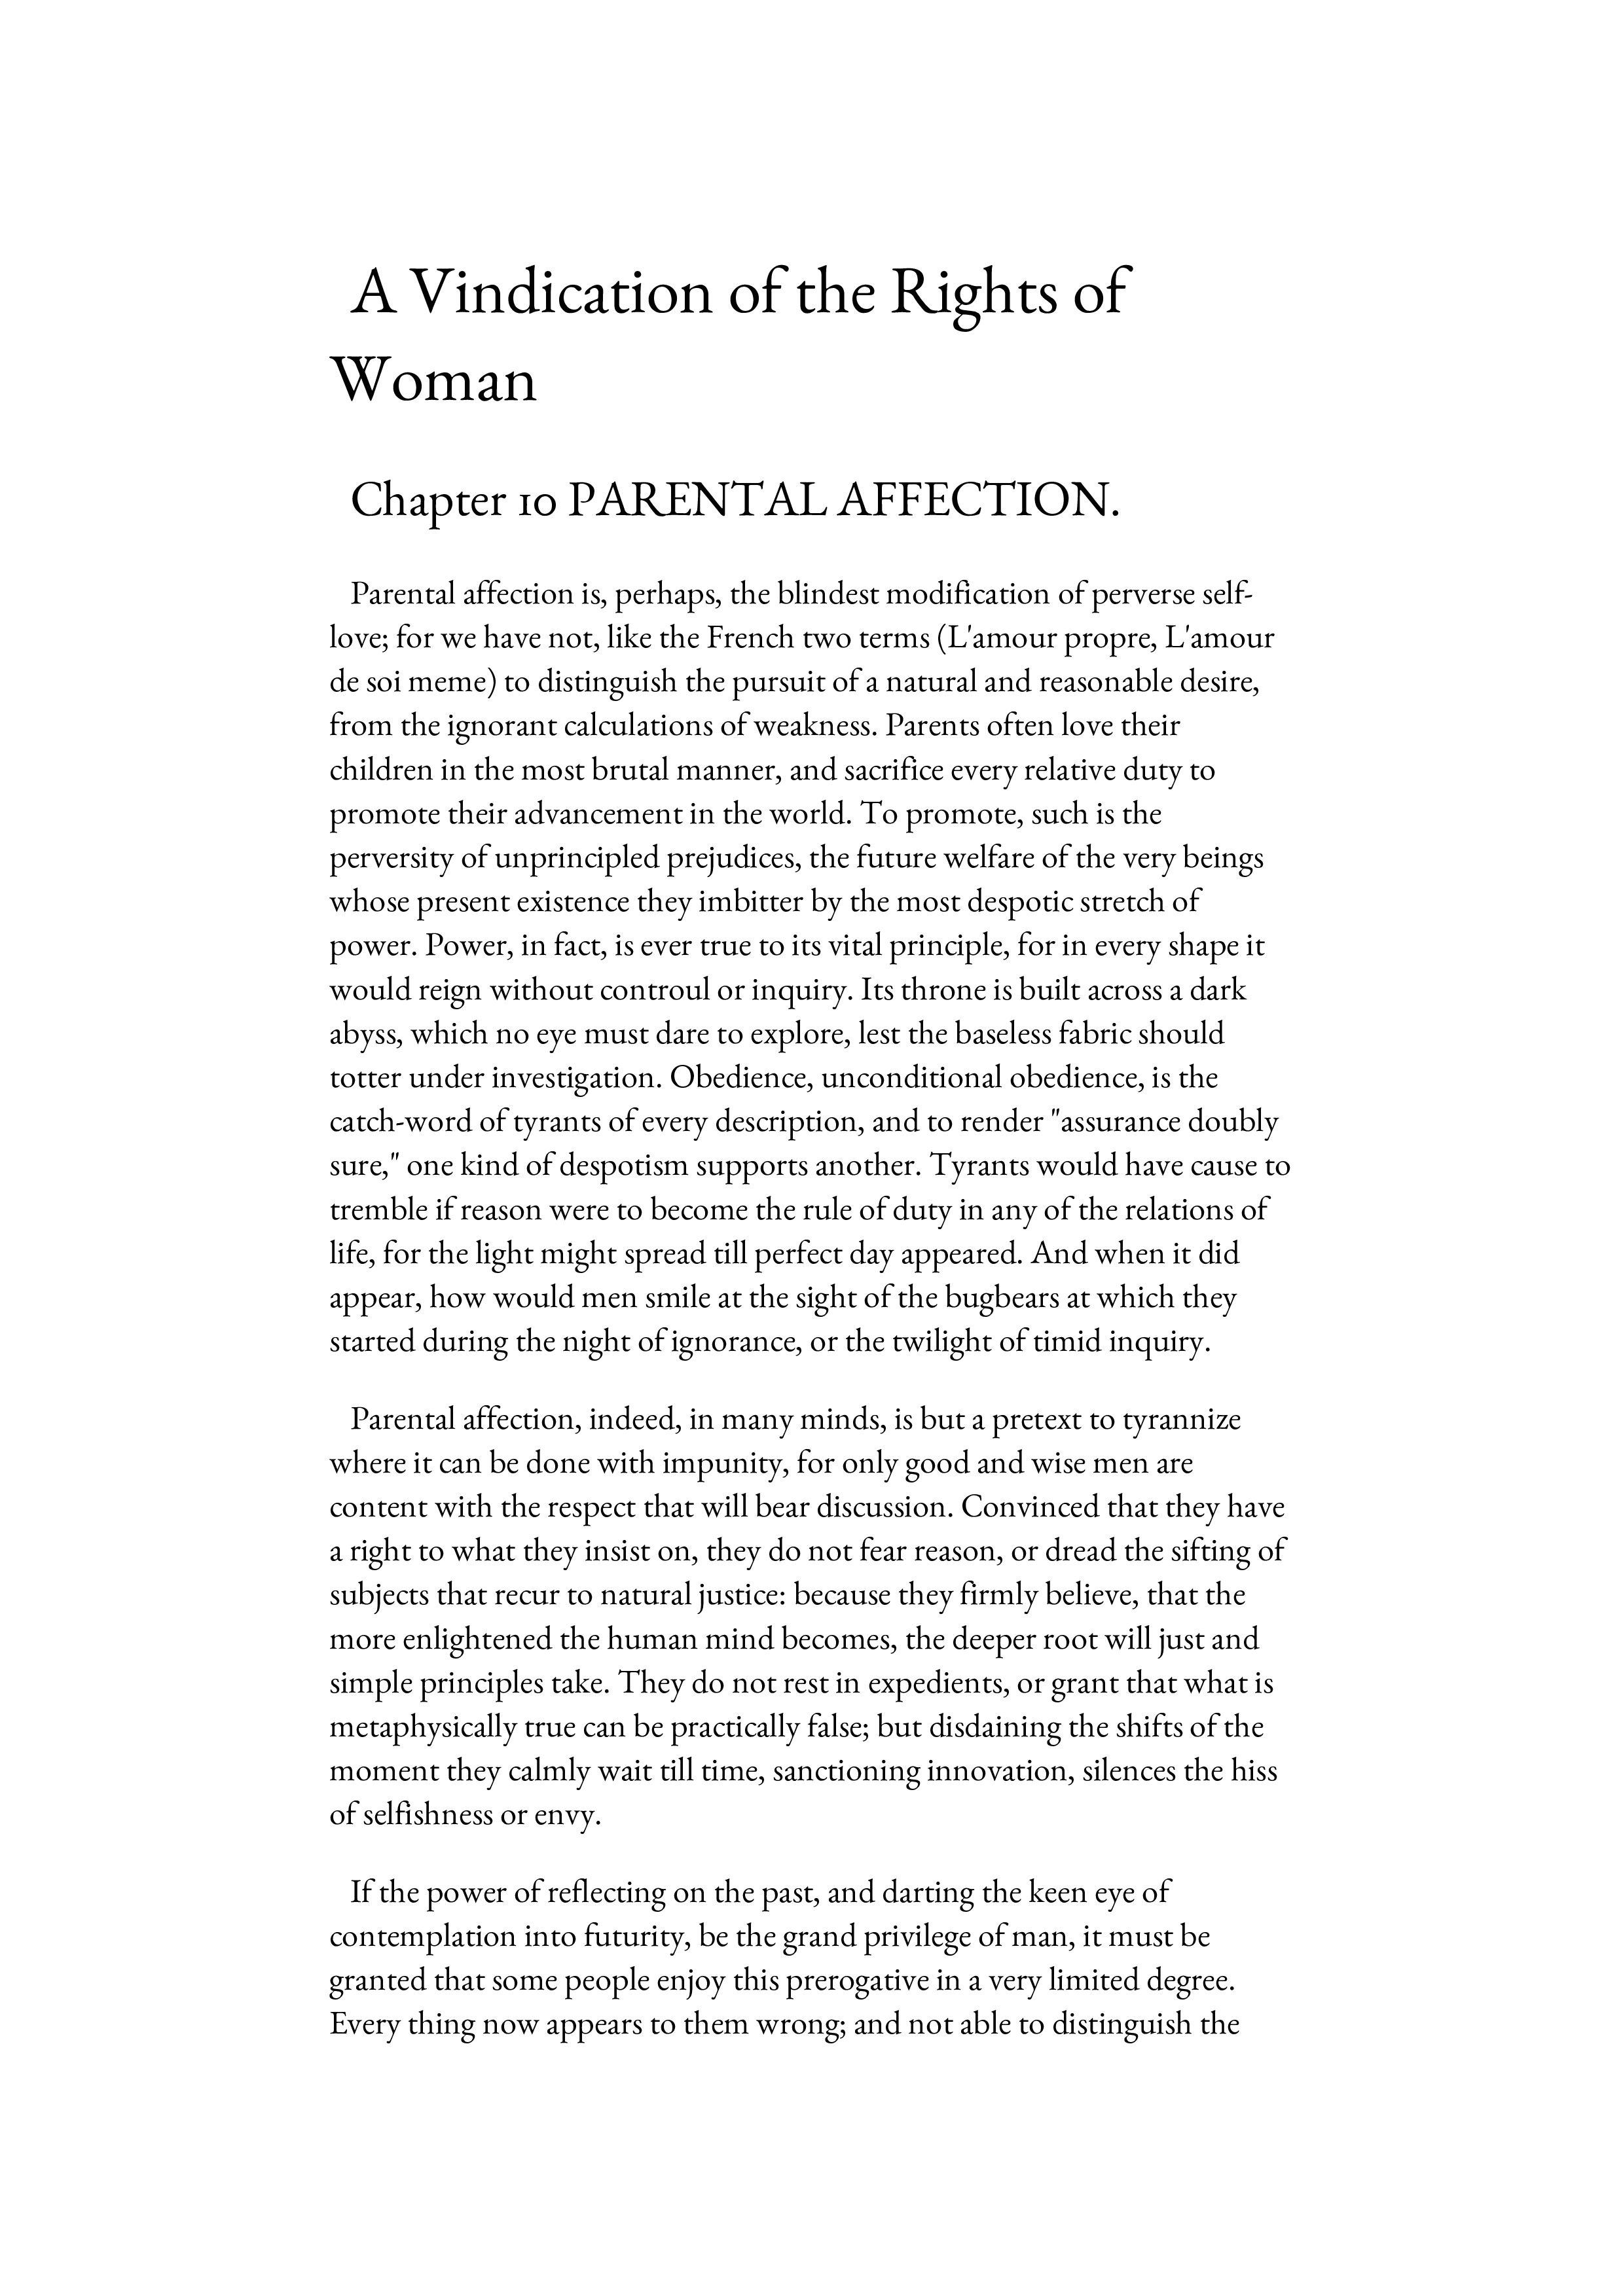 A Vindication of the Rights of
Woman
Chapter 10 PARENTAL AFFECTION.
Parental affection is, perhaps, the blindest modification of perverse self-
love; for we have not, like the French two terms (L'amour propre, L'amour
de soi meme) to distinguish the pursuit of a natural and reasonable desire,
from the ignorant calculations of weakness. Parents often love their
children in the most brutal manner, and sacrifice every relative duty to
promote their advancement in the world. To promote, such is the
perversity of unprincipled prejudices, the future welfare of the very beings
whose present existence they imbitter by the most despotic stretch of
power. Power, in fact, is ever true to its vital principle, for in every shape it
would reign without controul or inquiry. Its throne is built across a dark
abyss, which no eye must dare to explore, lest the baseless fabric should
totter under investigation. Obedience, unconditional obedience, is the
catch-word of tyrants of every description, and to render "assurance doubly
sure," one kind of despotism supports another. Tyrants would have cause to
tremble if reason were to become the rule of duty in any of the relations of
life, for the light might spread till perfect day appeared. And when it did
appear, how would men smile at the sight of the bugbears at which they
started during the night of ignorance, or the twilight of timid inquiry.
Parental affection, indeed, in many minds, is but a pretext to tyrannize
where it can be done with impunity, for only good and wise men are
content with the respect that will bear discussion. Convinced that they have
a right to what they insist on, they do not fear reason, or dread the sifting of
subjects that recur to natural justice: because they firmly believe, that the
more enlightened the human mind becomes, the deeper root will just and
simple principles take. They do not rest in expedients, or grant that what is
metaphysically true can be practically false; but disdaining the shifts of the
moment they calmly wait till time, sanctioning innovation, silences the hiss
of selfishness or envy.
If the power of reflecting on the past, and darting the keen eye of
contemplation into futurity, be the grand privilege of man, it must be
granted that some people enjoy this prerogative in a very limited degree.
Every thing now appears to them wrong; and not able to distinguish the